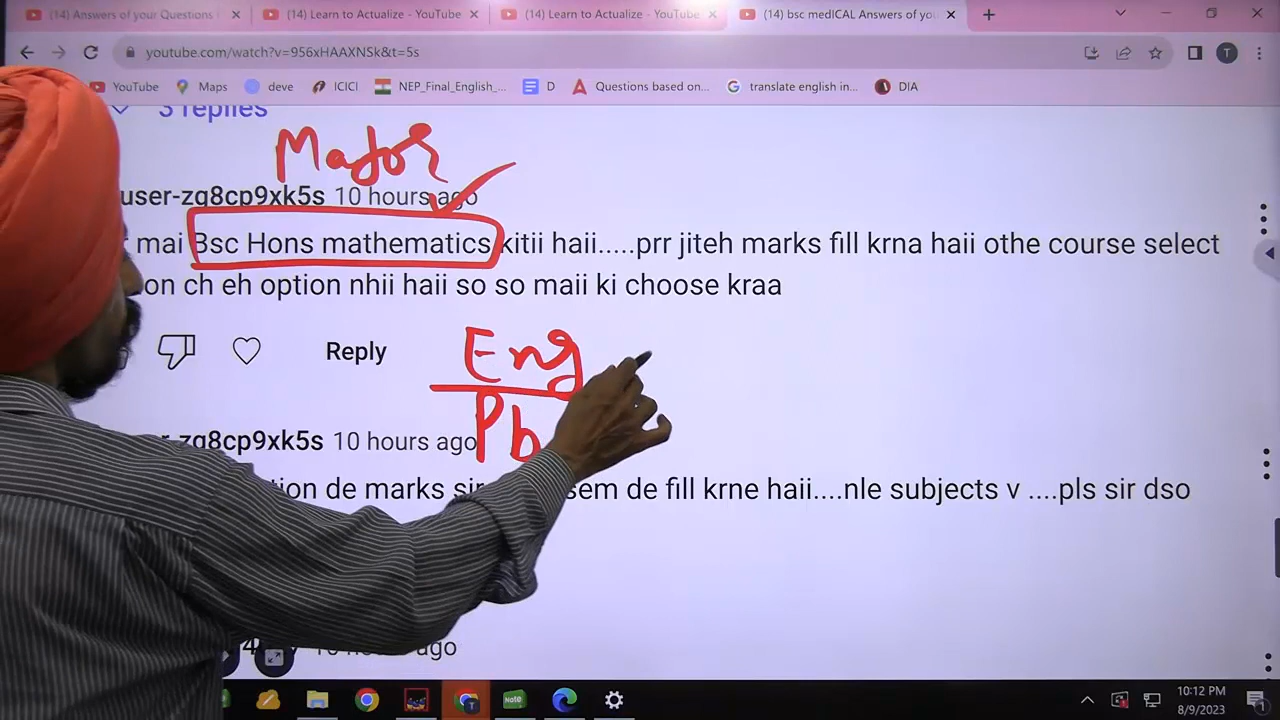 (14) Answers of your Questions
(14) Learn to Actualize - YouTube
(14) Learn to Actualize - YouTube
(14) bsc medICAL Answers of you
youtube.com/watch?v=956xHAAXNSk&t=5s
T
YouTube
Maps
deve
ICICI
NEP_Final_English_...
D
Questions based on...
translate english in...
DIA
3 replies
Major
user-zg8cp9xk5s 10 hours ago
mai Bsc Hons mathematics kitii haii.....prr jiteh marks fill krna haii othe course select
on ch eh option nhii haii so so maii ki choose kraa
Reply
Eng
Pb
-zg8cp9xk5s 10 hours ago
tion de marks sir sem de fill krne haii....nle subjects v ....pls sir dso
ago
Note
10:12 PM
8/9/2023